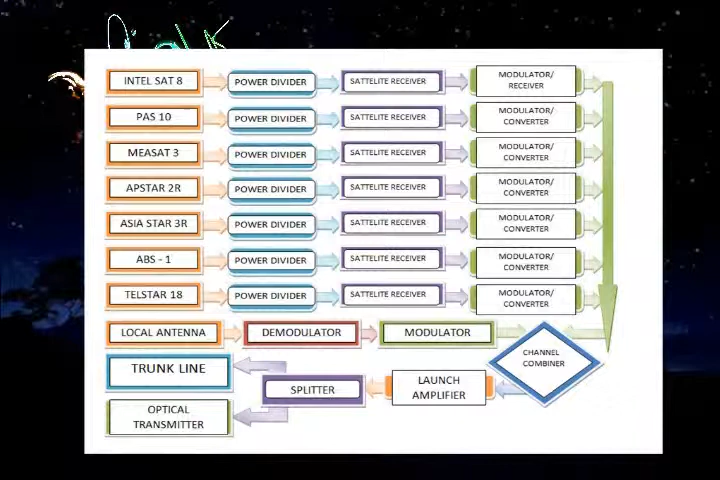 INTEL SAT 8
POWER DIVIDER
SATTELITE RECEIVER
MODULATOR/
RECEIVER
PAS 10
POWER DIVIDER
SATTELITE RECEIVER
MODULATOR/
CONVERTER
MEASAT 3
POWER DIVIDER
SATTELITE RECEIVER
MODULATOR/
CONVERTER
APSTAR 2R
POWER DIVIDER
SATTELITE RECEIVER
MODULATOR/
CONVERTER
ASIA STAR 3R
POWER DIVIDER
SATTELITE RECEIVER
MODULATOR/
CONVERTER
ABS - 1
POWER DIVIDER
SATTELITE RECEIVER
MODULATOR/
CONVERTER
TELSTAR 18
POWER DIVIDER
SATTELITE RECEIVER
MODULATOR/
CONVERTER
LOCAL ANTENNA
DEMODULATOR
MODULATOR
CHANNEL
COMBINER
TRUNK LINE
SPLITTER
LAUNCH
AMPLIFIER
OPTICAL
TRANSMITTER